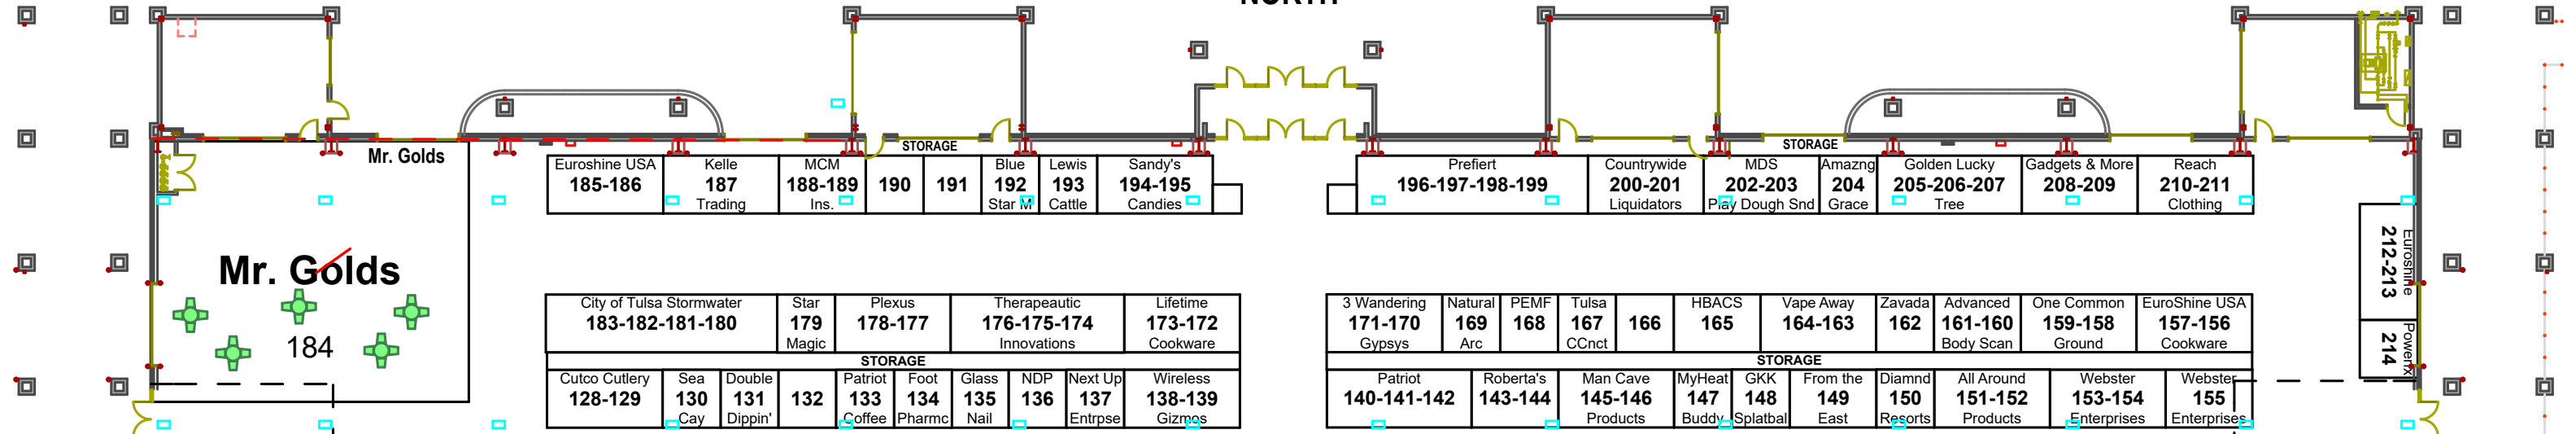 NORTH
STORAGE
STORAGE
Mr. Golds
Euroshine USA
185-186
Kelle
187
Trading
MCM
188-189
Ins.
190
191
Blue
192
Star M
Lewis
193
Cattle
Sandy's
194-195
Candies
Prefiert
196-197-198-199
Countrywide
200-201
Liquidators
MDS
202-203
Play Dough Snd
Amazng
204
Grace
Golden Lucky
205-206-207
Tree
Gadgets & More
208-209
Reach
210-211
Clothing
Euroshine
212-213
Powerfx
214
Mr. Golds
184
City of Tulsa Stormwater
183-182-181-180
Star
179
Magic
Plexus
178-177
Therapeautic
176-175-174
Innovations
Lifetime
173-172
Cookware
3 Wandering
171-170
Gypsys
Natural
169
Arc
PEMF
168
Tulsa
167
CCnct
166
HBACS
165
Vape Away
164-163
Zavada
162
Advanced
161-160
Body Scan
One Common
159-158
Ground
EuroShine USA
157-156
Cookware
STORAGE
STORAGE
Cutco Cutlery
128-129
Sea
130
Cay
Double
131
Dippin'
132
Patriot
133
Coffee
Foot
134
Pharmc
Glass
135
Nail
NDP
136
Next Up
137
Entrpse
Wireless
138-139
Gizmos
Patriot
140-141-142
Roberta's
143-144
Man Cave
145-146
Products
MyHeat
147
Buddy
GKK
148
Splatbal
From the
149
East
Diamnd
150
Resorts
All Around
151-152
Products
Webster
153-154
Enterprises
Webster
155
Enterprises